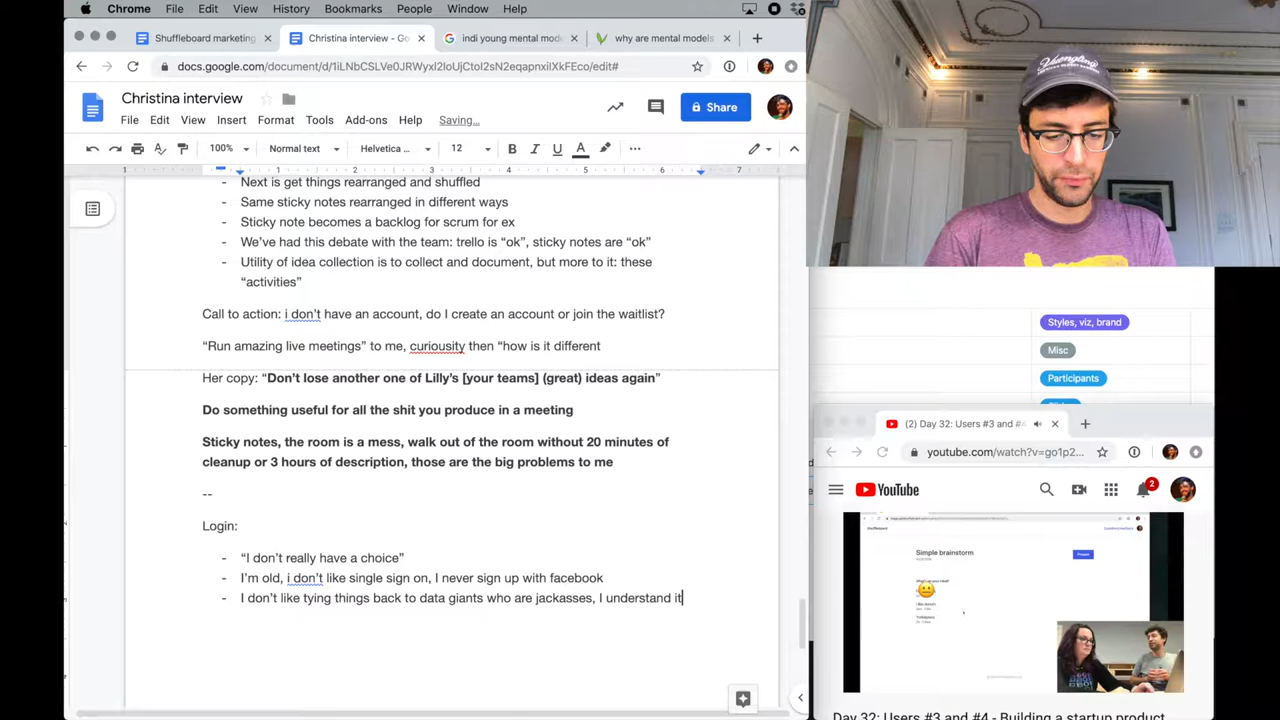 Chrome File Edit View History Bookmarks People Window Help
Shuffleboard marketing
Christina interview - Go
indi young mental mode
why are mental models
Christina interview
File Edit View Insert Format Tools Add-ons Help Saving...
Share
100% Normal text Helvetica ... 12 B I U A
1 1 2 3 4 5 6 7
- Next is get things rearranged and shuffled
- Same sticky notes rearranged in different ways
- Sticky note becomes a backlog for scrum for ex
- We've had this debate with the team: trello is “ok”, sticky notes are “ok”
- Utility of idea collection is to collect and document, but more to it: these
“activities”
Call to action: i don't have an account, do I create an account or join the waitlist?
“Run amazing live meetings” to me, curiousity then “how is it different
Her copy: “Don't lose another one of Lilly's [your teams] (great) ideas again”
Do something useful for all the shit you produce in a meeting
Sticky notes, the room is a mess, walk out of the room without 20 minutes of
cleanup or 3 hours of description, those are the big problems to me
--
Login:
- “I don't really have a choice”
- I'm old, i don't like single sign on, I never sign up with facebook
- I don't like tying things back to data giants who are jackasses, I understand it
Yuengling
Styles, viz, brand
Misc
Participants
(2) Day 32: Users #3 and #4
youtube.com/watch?v=go1p2...
YouTube
2
Simple brainstorm
Day 32: Users #3 and #4 - Building a startup product